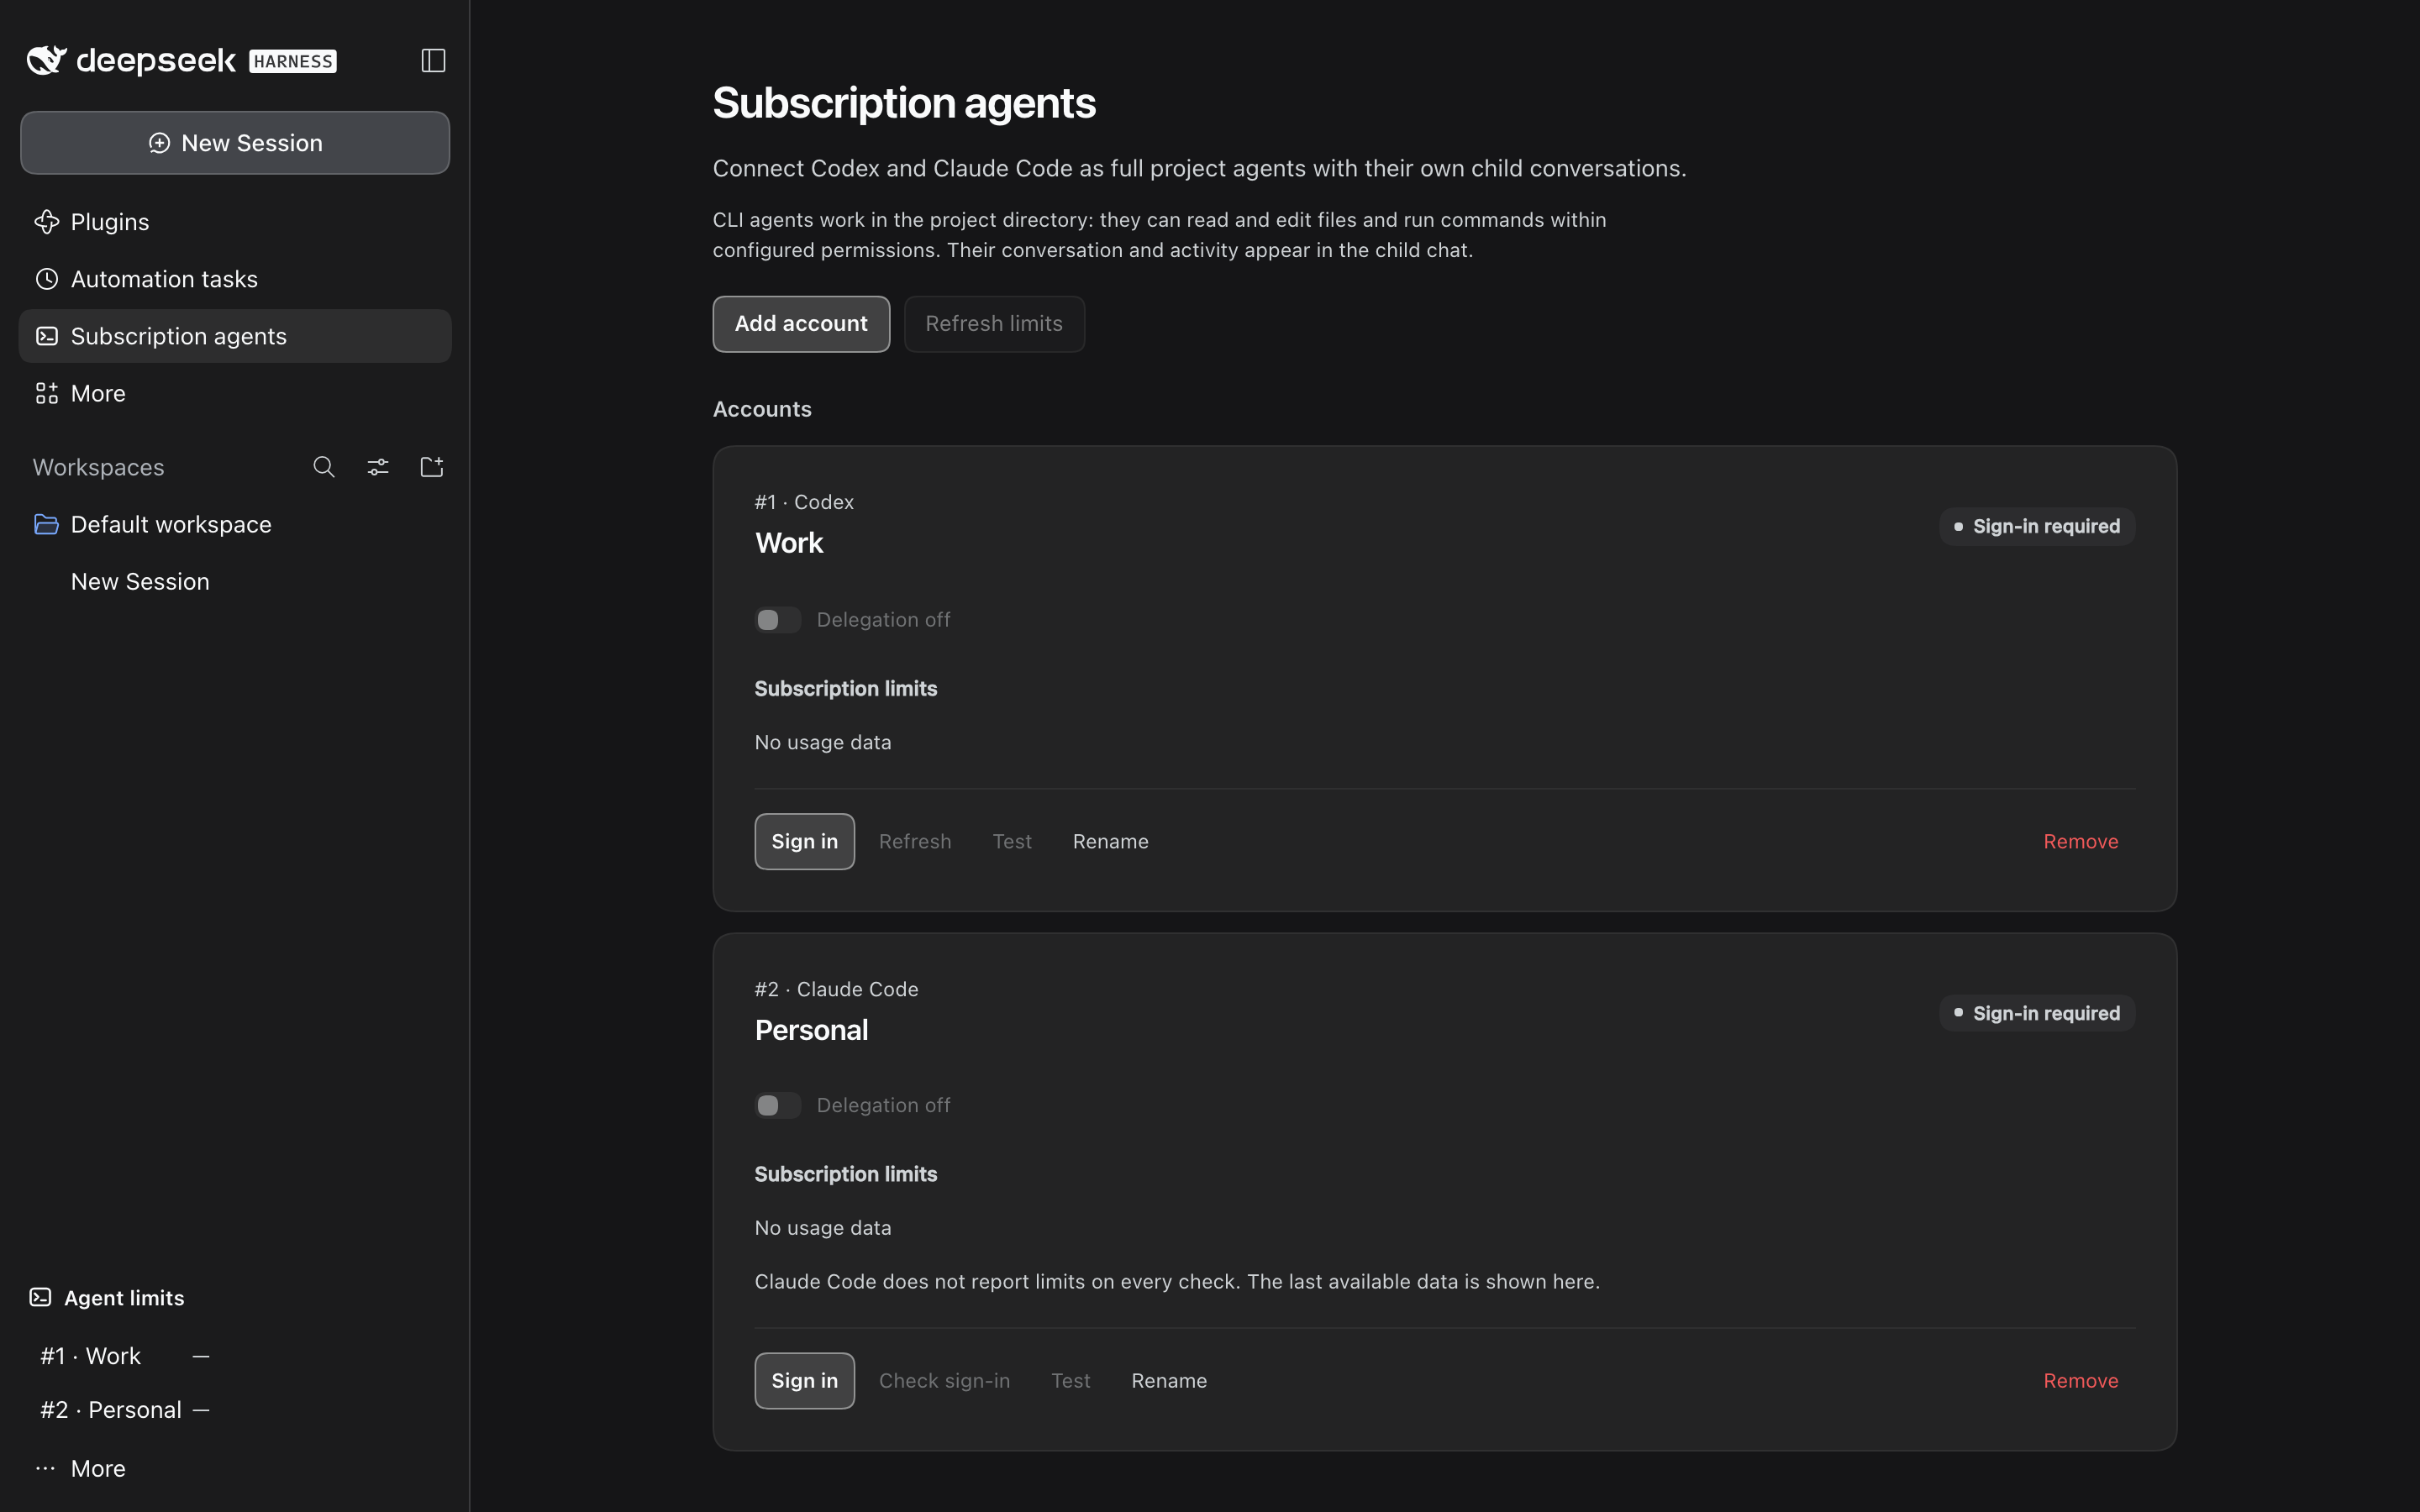 deepseek HARNESS
New Session
Plugins
Automation tasks
Subscription agents
More
Workspaces
Default workspace
New Session
Agent limits
#1 · Work —
#2 · Personal —
More
Subscription agents
Connect Codex and Claude Code as full project agents with their own child conversations.
CLI agents work in the project directory: they can read and edit files and run commands within
configured permissions. Their conversation and activity appear in the child chat.
Add account Refresh limits
Accounts
#1 · Codex
Work
Sign-in required
Delegation off
Subscription limits
No usage data
Sign in Refresh Test Rename Remove
#2 · Claude Code
Personal
Sign-in required
Delegation off
Subscription limits
No usage data
Claude Code does not report limits on every check. The last available data is shown here.
Sign in Check sign-in Test Rename Remove